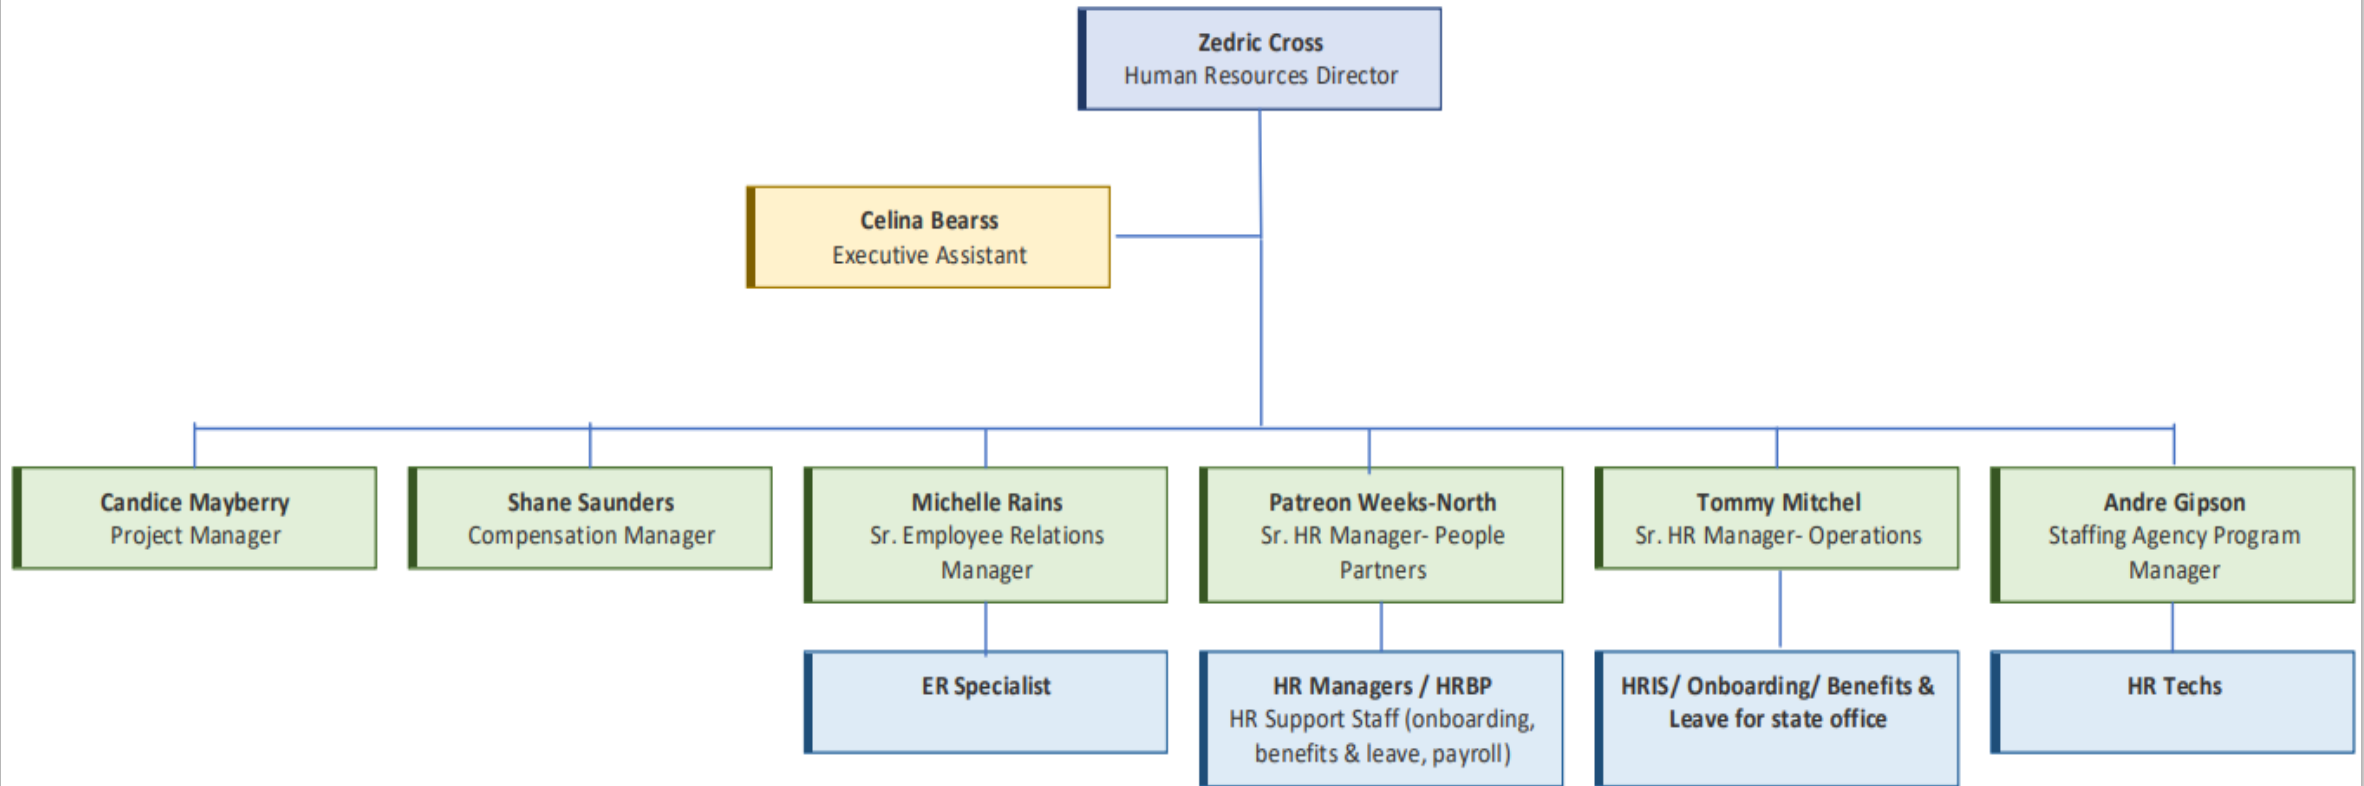 Zedric Cross
Human Resources Director
Celina Bearss
Executive Assistant
Candice Mayberry
Project Manager
Shane Saunders
Compensation Manager
Michelle Rains
Sr. Employee Relations
Manager
Patreon Weeks-North
Sr. HR Manager- People
Partners
Tommy Mitchel
Sr. HR Manager- Operations
Andre Gipson
Staffing Agency Program
Manager
ER Specialist
HR Managers / HRBP
HR Support Staff (onboarding,
benefits & leave, payroll)
HRIS/ Onboarding/ Benefits &
Leave for state office
HR Techs